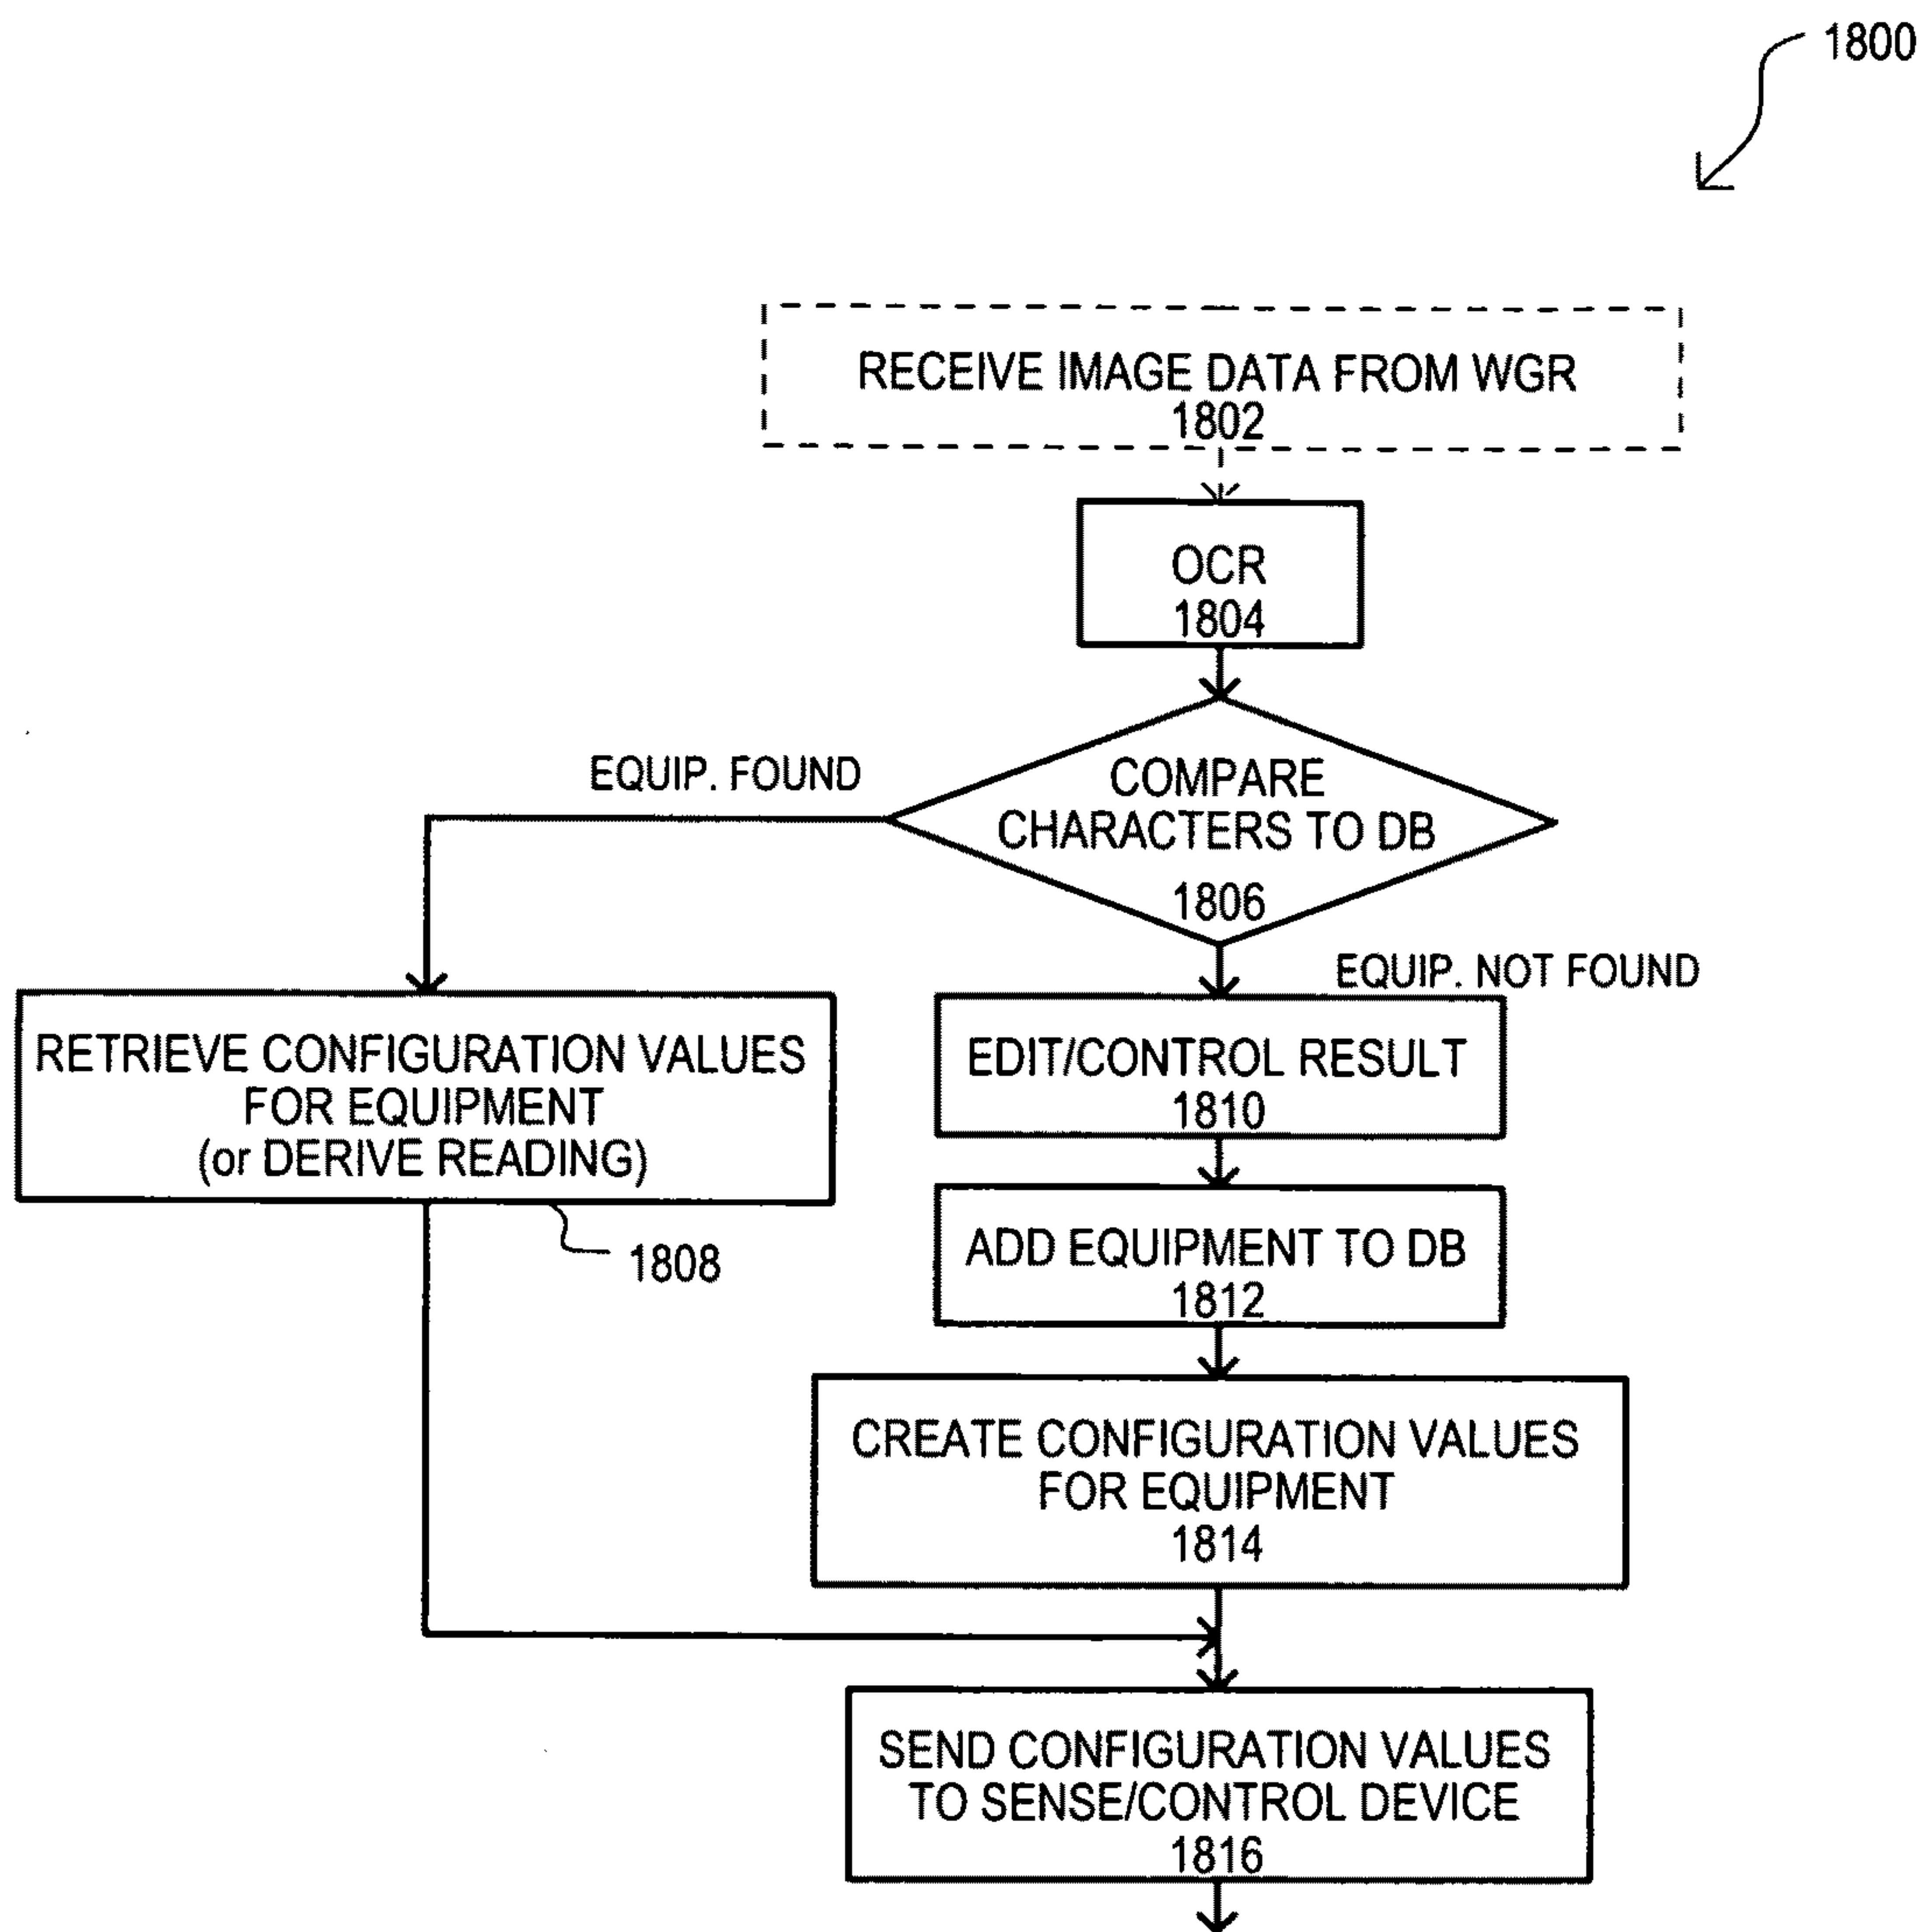 1800
RECEIVE IMAGE DATA FROM WGR
1802
OCR
1804
COMPARE
CHARACTERS TO DB
1806
EQUIP. FOUND
EQUIP. NOT FOUND
RETRIEVE CONFIGURATION VALUES
FOR EQUIPMENT
(or DERIVE READING)
1808
EDIT/CONTROL RESULT
1810
ADD EQUIPMENT TO DB
1812
CREATE CONFIGURATION VALUES
FOR EQUIPMENT
1814
SEND CONFIGURATION VALUES
TO SENSE/CONTROL DEVICE
1816